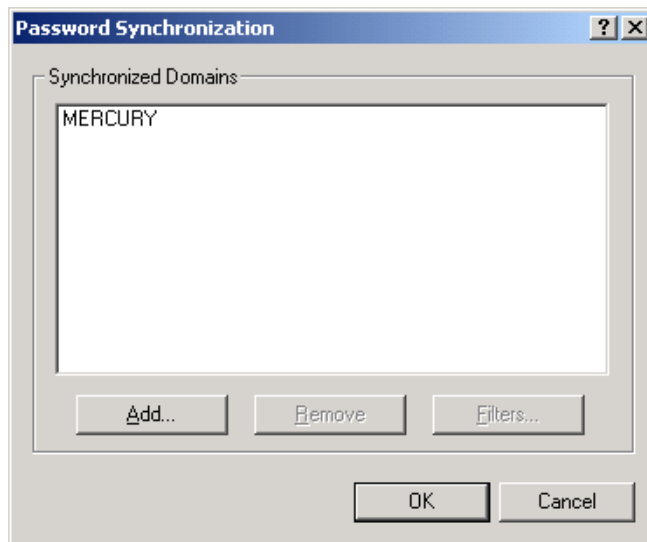 Password Synchronization
Synchronized Domains
MERCURY
Add... Remove Filters...
OK Cancel